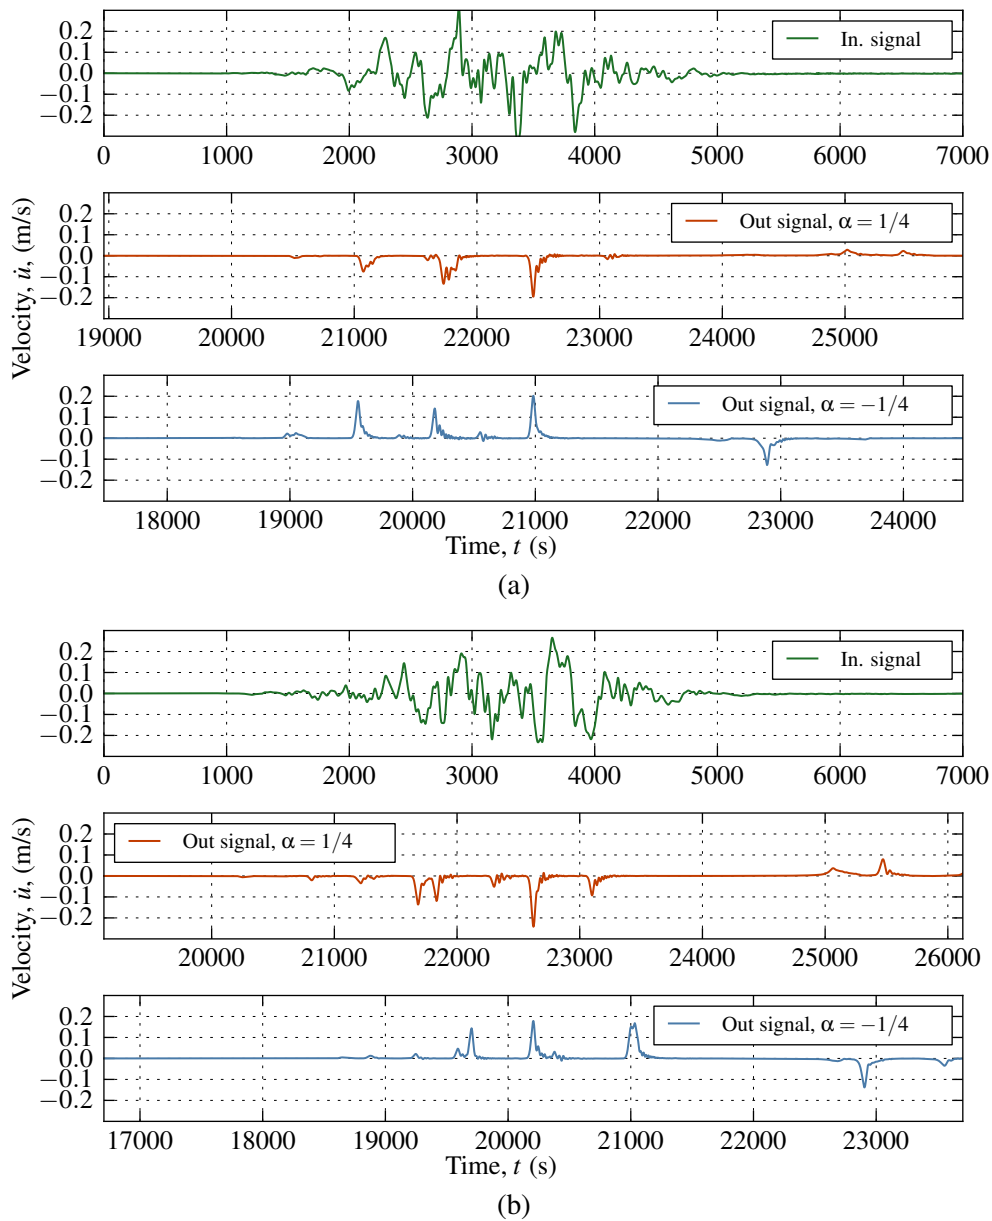 0.2
0.1
0.0
−0.1
−0.2
In. signal
0 1000 2000 3000 4000 5000 6000 7000
Velocity, u̇, (m/s)
0.2
0.1
0.0
−0.1
−0.2
Out signal, α = 1/4
19000 20000 21000 22000 23000 24000 25000
0.2
0.1
0.0
−0.1
−0.2
Out signal, α = −1/4
18000 19000 20000 21000 22000 23000 24000
Time, t (s)
(a)
0.2
0.1
0.0
−0.1
−0.2
In. signal
0 1000 2000 3000 4000 5000 6000 7000
Velocity, u̇, (m/s)
0.2
0.1
0.0
−0.1
−0.2
Out signal, α = 1/4
20000 21000 22000 23000 24000 25000 26000
0.2
0.1
0.0
−0.1
−0.2
Out signal, α = −1/4
17000 18000 19000 20000 21000 22000 23000
Time, t (s)
(b)